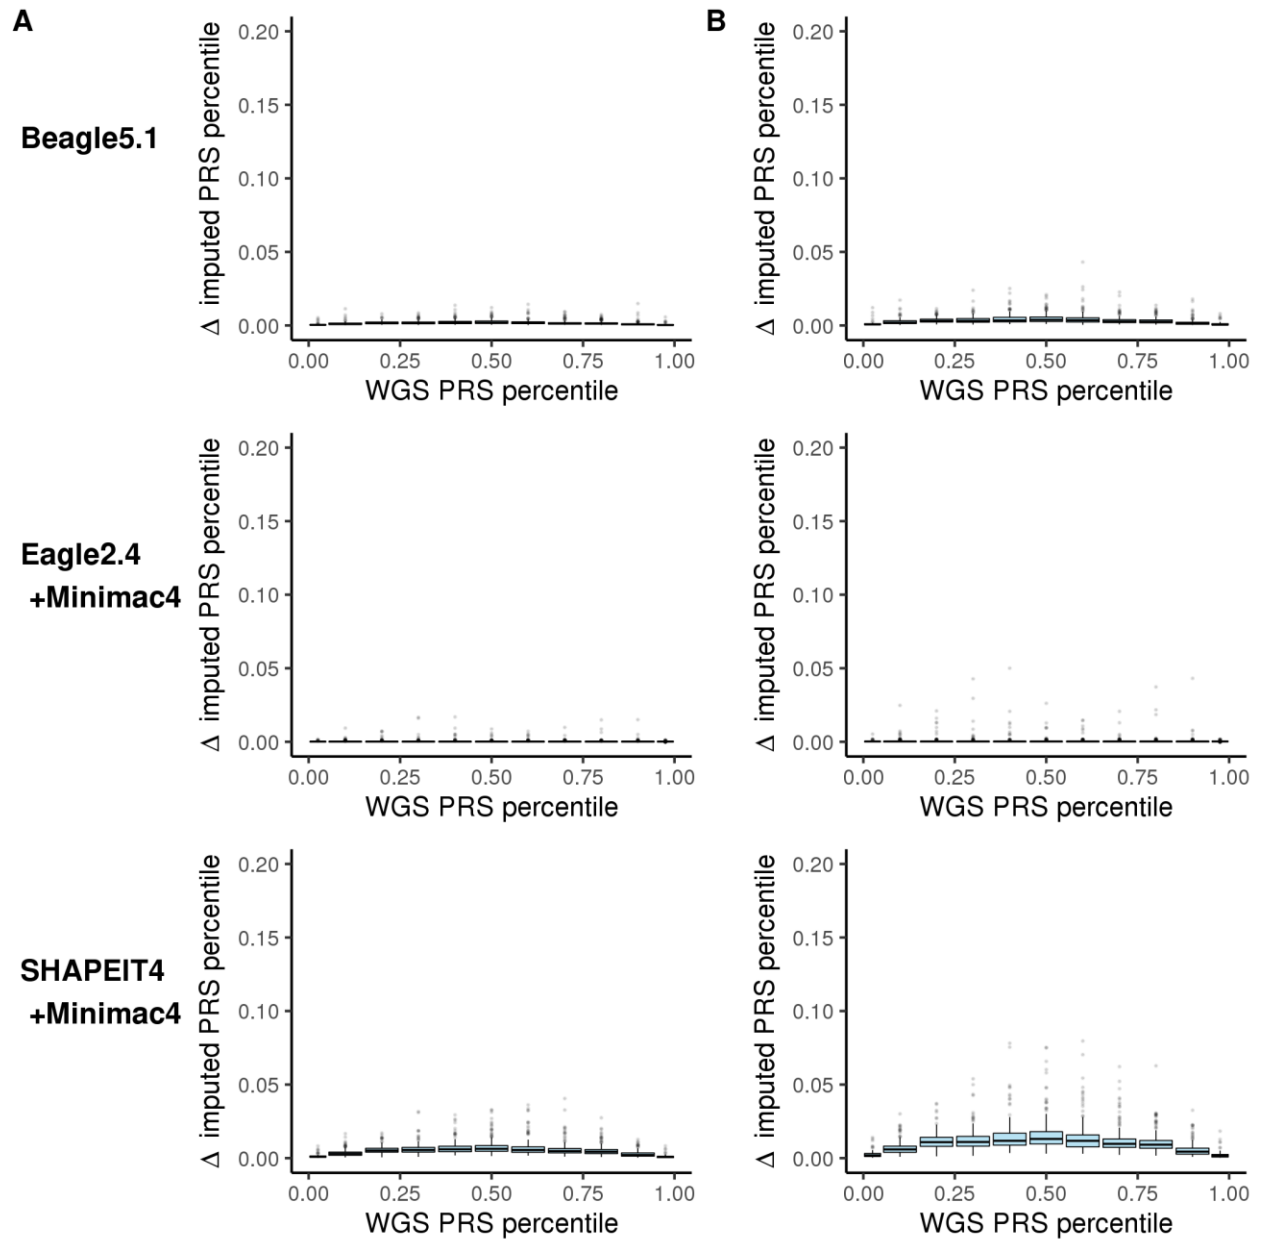 A
B
Beagle5.1
Δ imputed PRS percentile
0.20
0.15
0.10
0.05
0.00
0.00 0.25 0.50 0.75 1.00
WGS PRS percentile
Δ imputed PRS percentile
0.20
0.15
0.10
0.05
0.00
0.00 0.25 0.50 0.75 1.00
WGS PRS percentile
Eagle2.4
+Minimac4
Δ imputed PRS percentile
0.20
0.15
0.10
0.05
0.00
0.00 0.25 0.50 0.75 1.00
WGS PRS percentile
Δ imputed PRS percentile
0.20
0.15
0.10
0.05
0.00
0.00 0.25 0.50 0.75 1.00
WGS PRS percentile
SHAPEIT4
+Minimac4
Δ imputed PRS percentile
0.20
0.15
0.10
0.05
0.00
0.00 0.25 0.50 0.75 1.00
WGS PRS percentile
Δ imputed PRS percentile
0.20
0.15
0.10
0.05
0.00
0.00 0.25 0.50 0.75 1.00
WGS PRS percentile